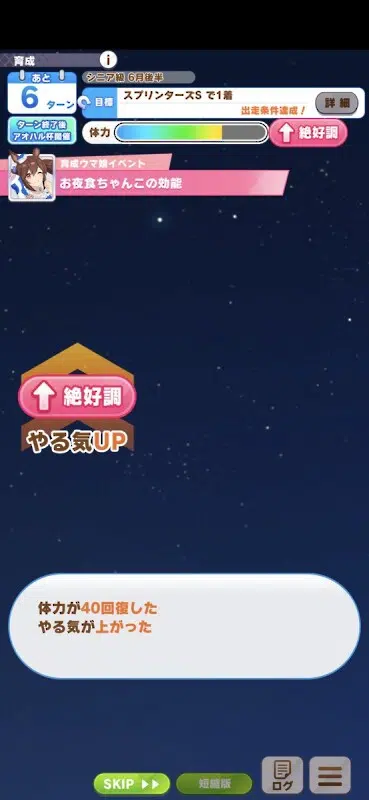 育成
i
あと
6ターン
シニア級 6月後半
目標
スプリンターズS で1着
出走条件達成！
詳細
ターン終了後
アオハル杯開催
体力
絶好調
育成ウマ娘イベント
お夜食ちゃんこの効能
絶好調
やる気UP
体力が40回復した
やる気が上がった
SKIP
短縮版
ログ